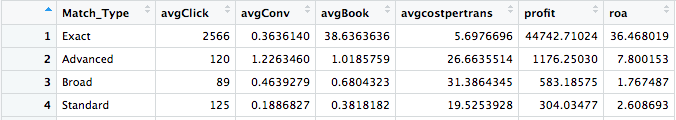 Match_Type avgClick avgConv avgBook avgcostpertrans profit roa
1 Exact 2566 0.3636140 38.6363636 5.6976696 44742.71024 36.468019
2 Advanced 120 1.2263460 1.0185759 26.6635514 1176.25030 7.800153
3 Broad 89 0.4639279 0.6804323 31.3864345 583.18575 1.767487
4 Standard 125 0.1886827 0.3818182 19.5253928 304.03477 2.608693